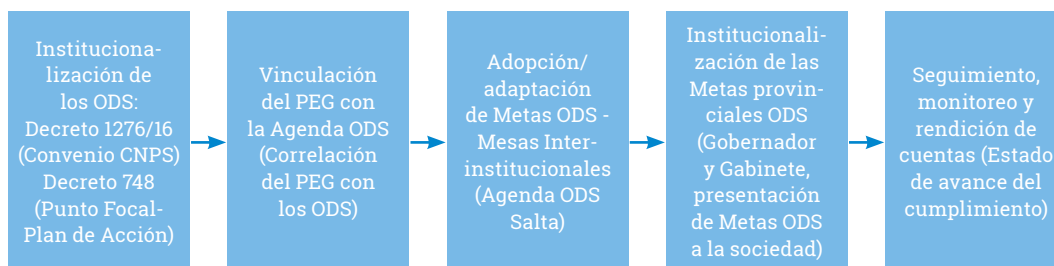 Instituciona-
lización de
los ODS:
Decreto 1276/16
(Convenio CNPS)
Decreto 748
(Punto Focal-
Plan de Acción)
Vinculación
del PEG con
la Agenda ODS
(Correlación
del PEG con
los ODS)
Adopción/
adaptación
de Metas ODS -
Mesas Inter-
institucionales
(Agenda ODS
Salta)
Institucionali-
zación de las
Metas provin-
ciales ODS
(Gobernador
y Gabinete,
presentación
de Metas ODS
a la sociedad)
Seguimiento,
monitoreo y
rendición de
cuentas (Estado
de avance del
cumplimiento)